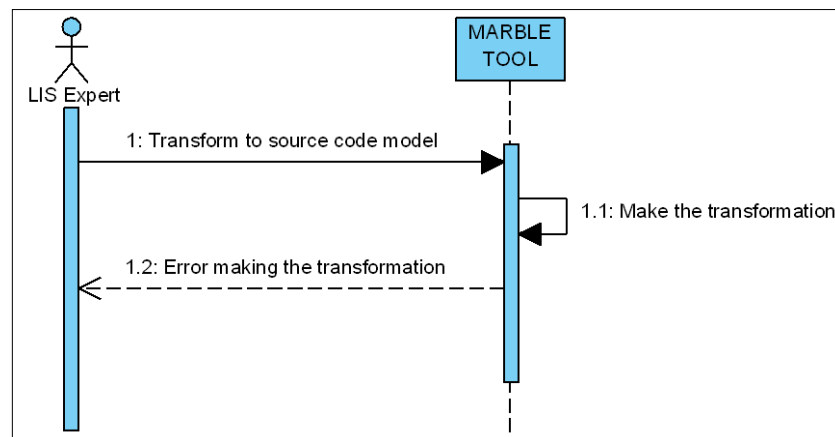 MARBLE
TOOL
LIS Expert
1: Transform to source code model
1.1: Make the transformation
1.2: Error making the transformation